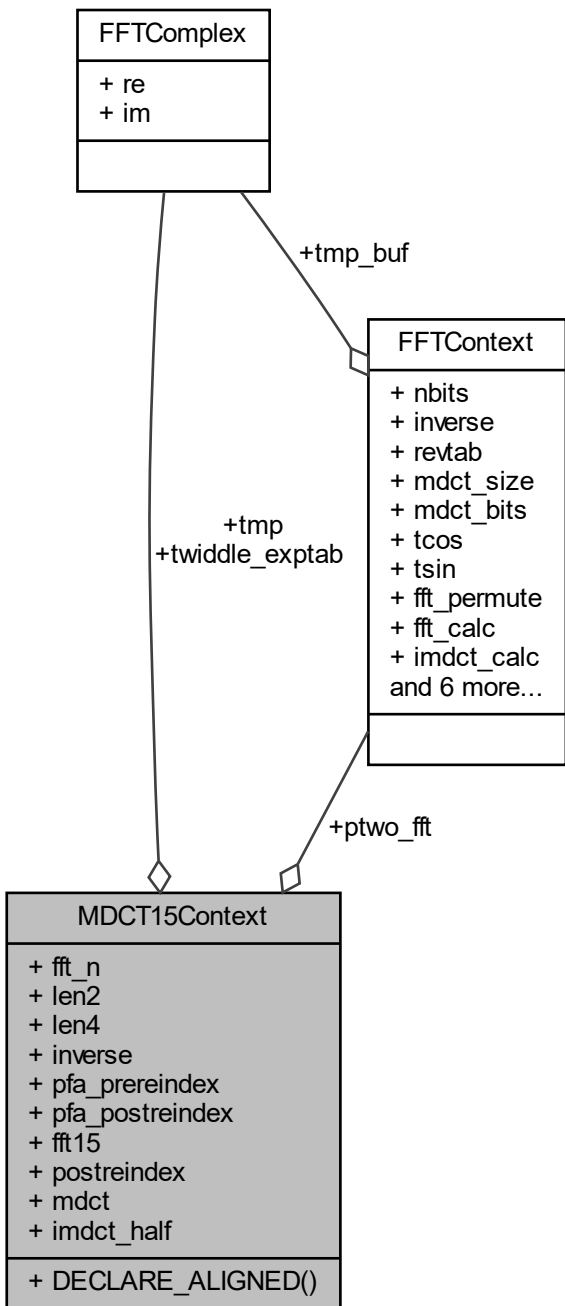 FFTComplex
+ re
+ im
+tmp_buf
FFTContext
+ nbits
+ inverse
+ revtab
+ mdct_size
+ mdct_bits
+ tcos
+ tsin
+ fft_permute
+ fft_calc
+ imdct_calc
and 6 more...
+tmp
+twiddle_exptab
+ptwo_fft
MDCT15Context
+ fft_n
+ len2
+ len4
+ inverse
+ pfa_prereindex
+ pfa_postreindex
+ fft15
+ postreindex
+ mdct
+ imdct_half
+ DECLARE_ALIGNED()